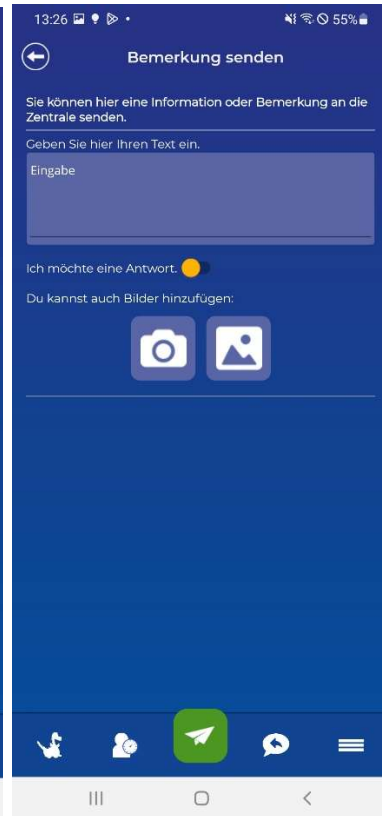 13:26 55%
Bemerkung senden
Sie können hier eine Information oder Bemerkung an die
Zentrale senden.
Geben Sie hier Ihren Text ein.
Eingabe
Ich möchte eine Antwort.
Du kannst auch Bilder hinzufügen: